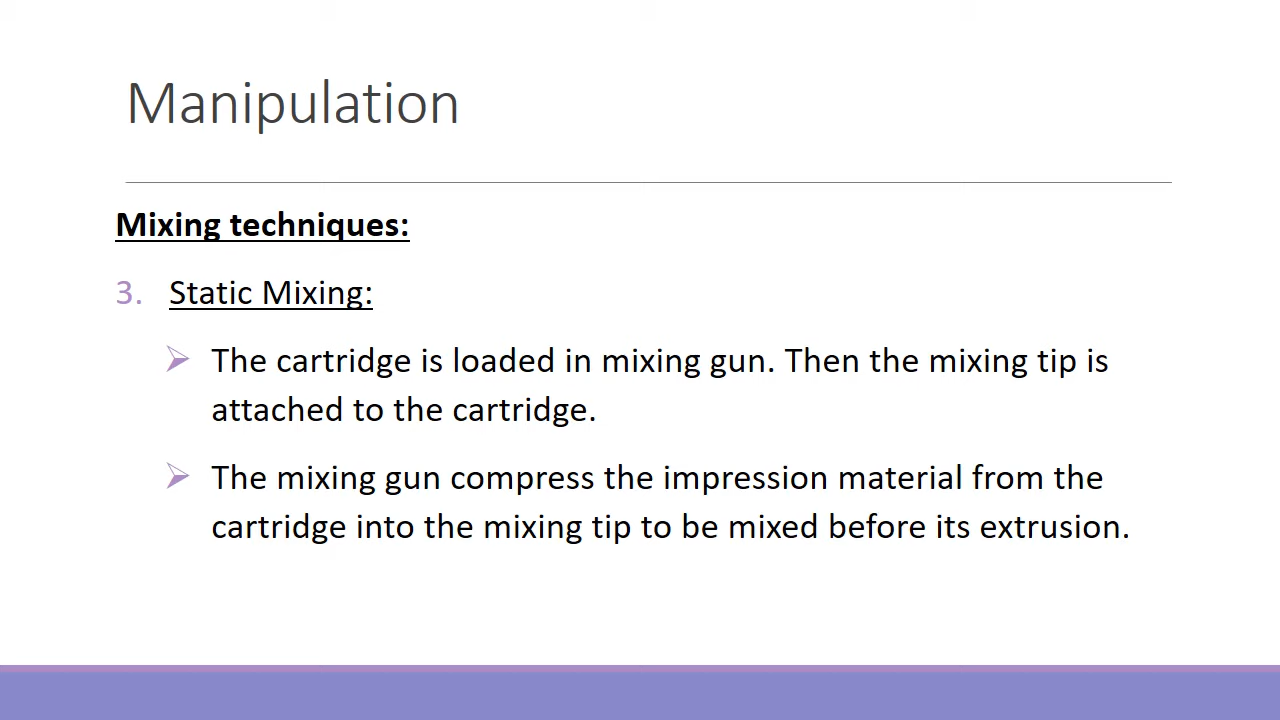 Manipulation
Mixing techniques:
3. Static Mixing:
The cartridge is loaded in mixing gun. Then the mixing tip is
attached to the cartridge.
The mixing gun compress the impression material from the
cartridge into the mixing tip to be mixed before its extrusion.